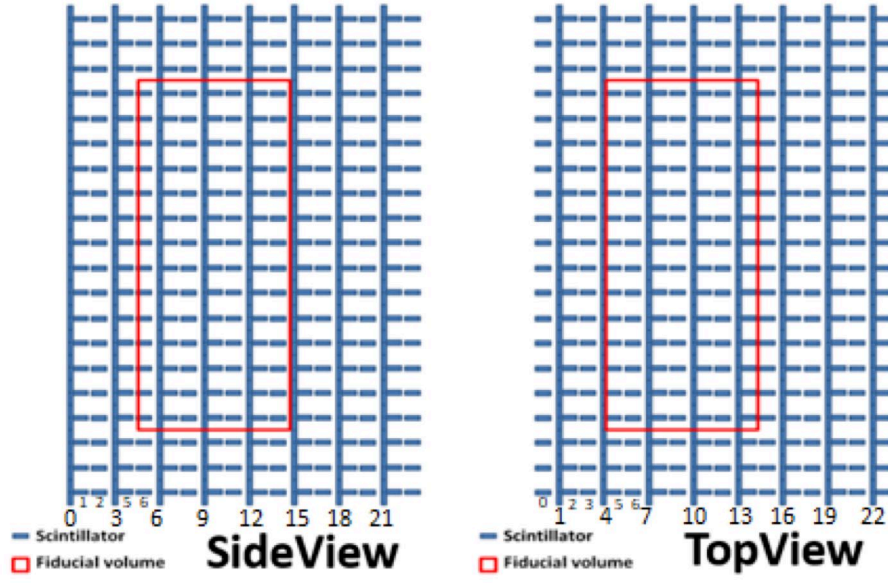 1 2 5 6
0 3 6 9 12 15 18 21
Scintillator
Fiducial volume
SideView
0 2 3 5 6
1 4 7 10 13 16 19 22
Scintillator
Fiducial volume
TopView